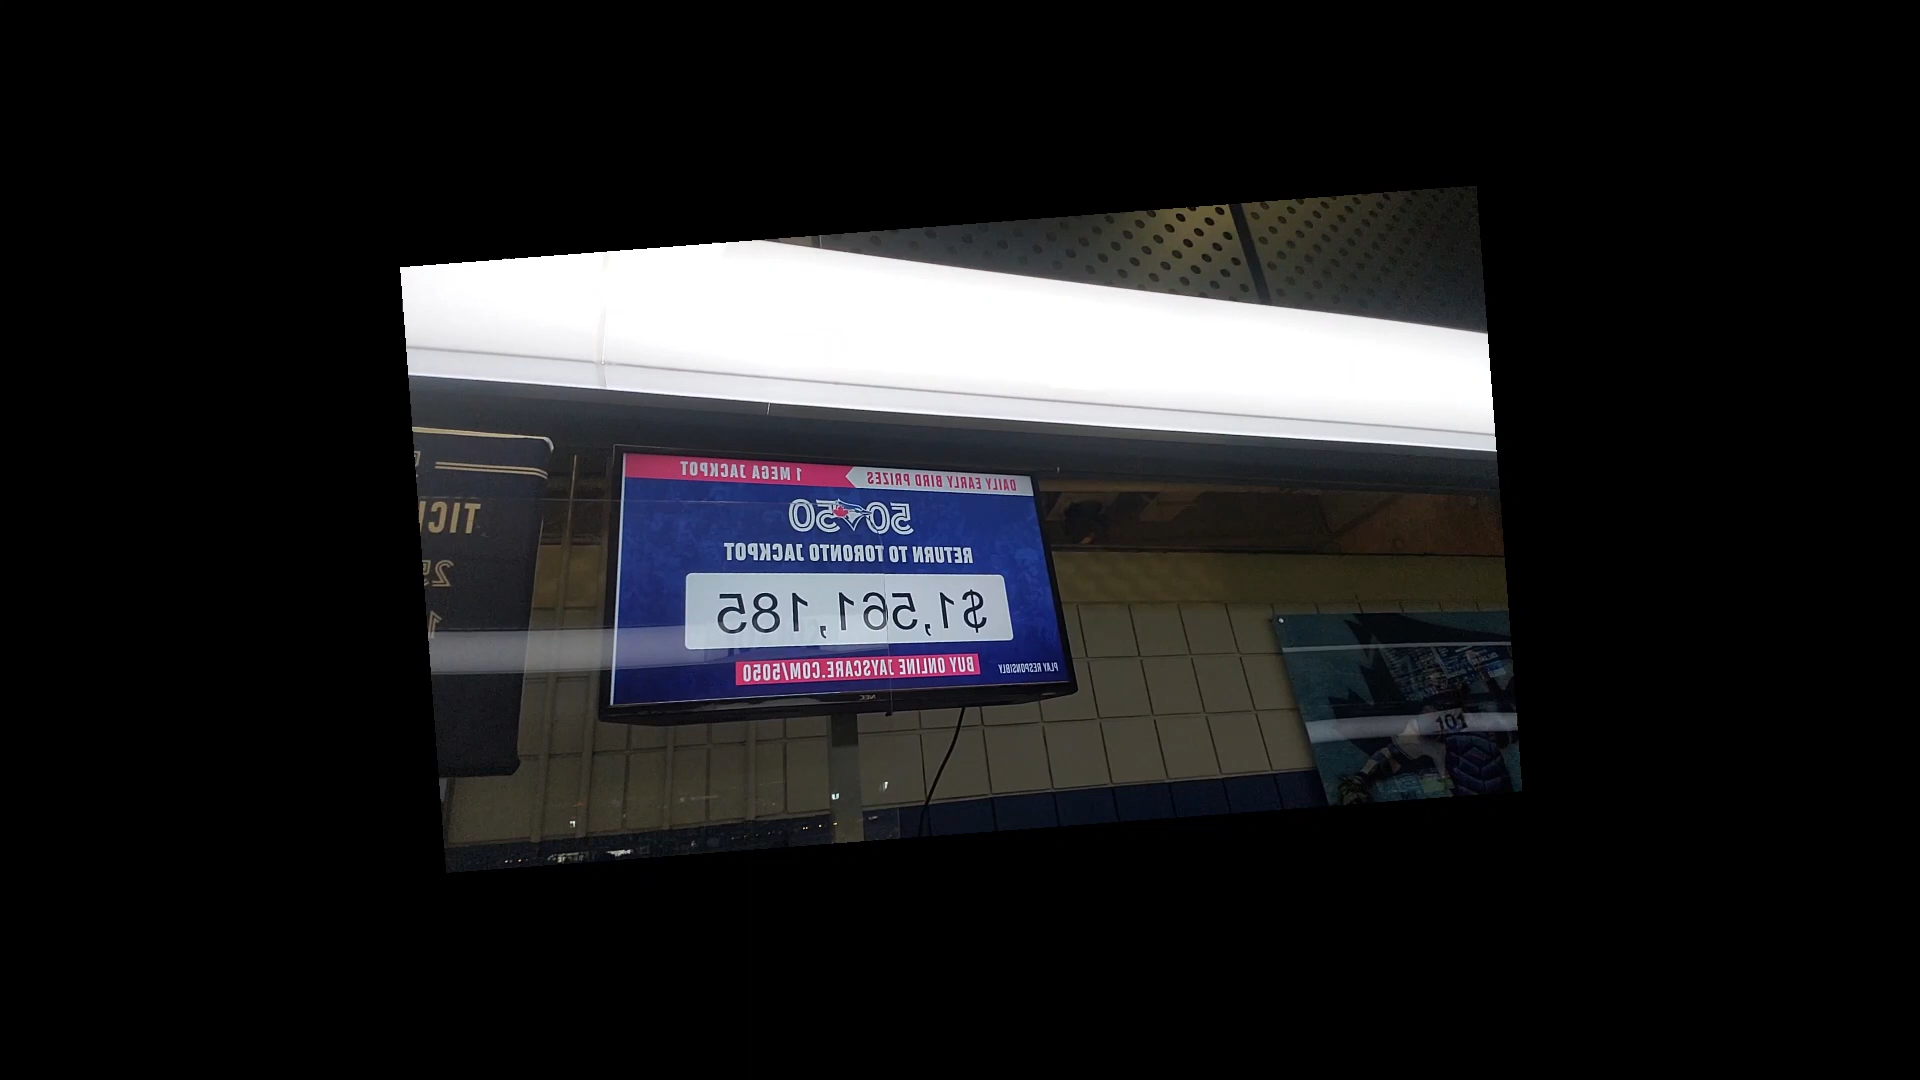 DAILY EARLY BIRD PRIZES
1 MEGA JACKPOT
50 50
RETURN TO TORONTO JACKPOT
$1,561,185
BUY ONLINE JAYSCARE.COM/5050
PLAY RESPONSIBLY
NEC
101